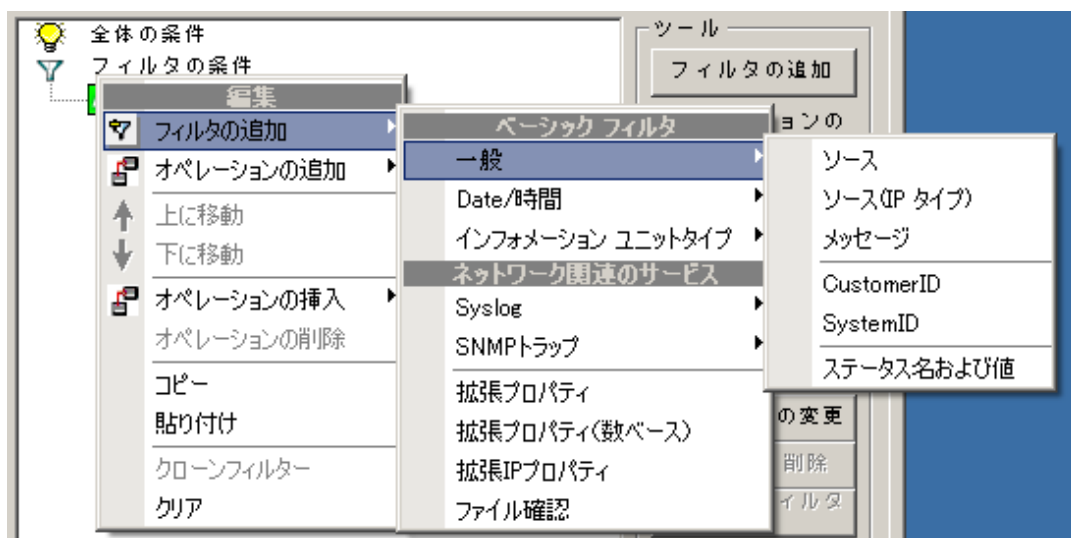 全体の条件
フィルタの条件
編集
フィルタの追加
オペレーションの追加
上に移動
下に移動
オペレーションの挿入
オペレーションの削除
コピー
貼り付け
クローンフィルター
クリア
ベーシック フィルタ
一般
Date/時間
インフォメーション ユニットタイプ
ネットワーク関連のサービス
Syslog
SNMPトラップ
拡張プロパティ
拡張プロパティ(数ベース)
拡張IPプロパティ
ファイル確認
ソース
ソース(IP タイプ)
メッセージ
CustomerID
SystemID
ステータス名および値
ツール
フィルタの追加
ョンの
の変更
削除
ィルタ